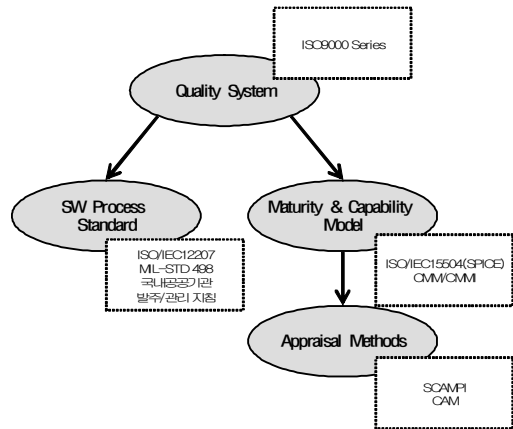 ISO9000 Series
Quality System
SW Process
Standard
Maturity & Capability
Model
ISO/IEC12207
MIL-STD 498
국내공공기관
발주/관리 지침
ISO/IEC15504(SPICE)
CMM/CMMI
Appraisal Methods
SCAMPI
CAM